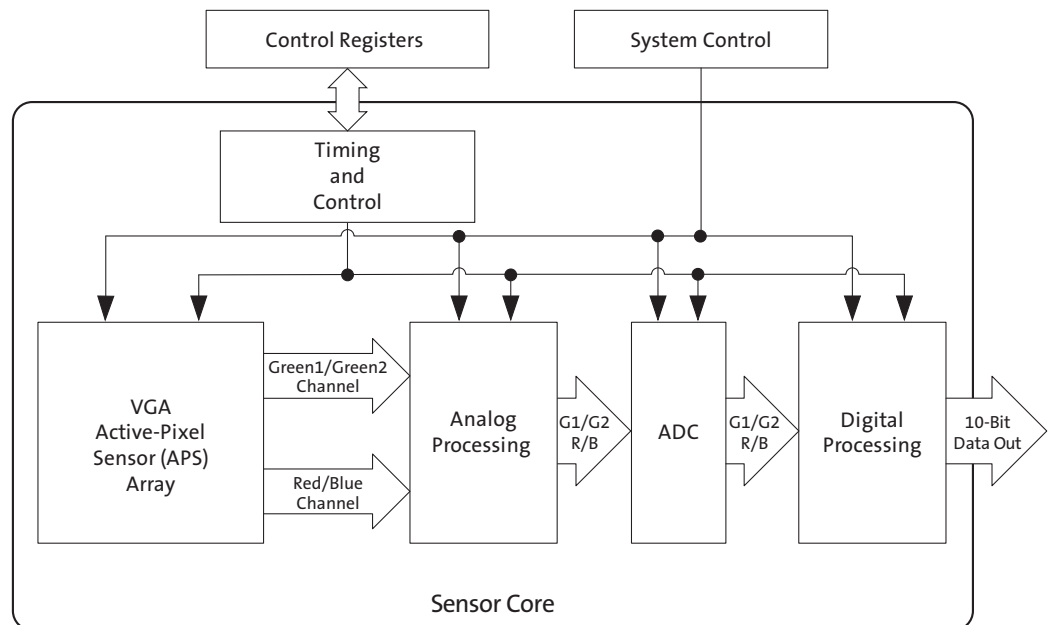 Control Registers
System Control
Timing
and
Control
VGA
Active-Pixel
Sensor (APS)
Array
Green1/Green2
Channel
Red/Blue
Channel
Analog
Processing
G1/G2
R/B
ADC
G1/G2
R/B
Digital
Processing
10-Bit
Data Out
Sensor Core